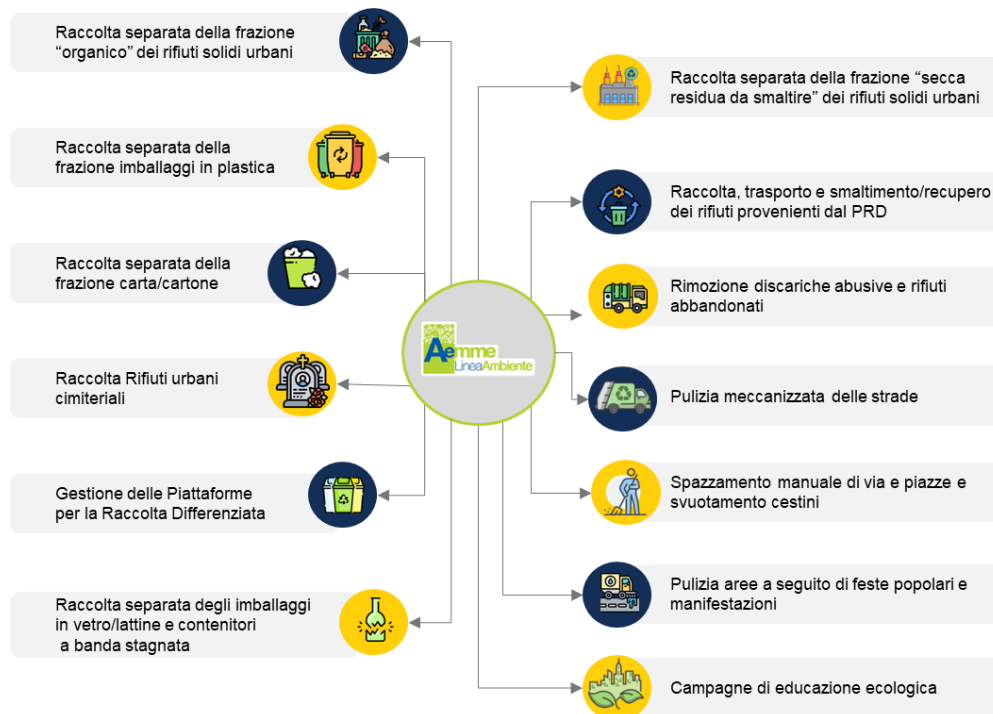 Raccolta separata della frazione
“organico” dei rifiuti solidi urbani
Raccolta separata della
frazione imballaggi in plastica
Raccolta separata della
frazione carta/cartone
Raccolta Rifiuti urbani
cimiteriali
Gestione delle Piattaforme
per la Raccolta Differenziata
Raccolta separata degli imballaggi
in vetro/lattine e contenitori
a banda stagnata
Aemme
LineaAmbiente
Raccolta separata della frazione “secca
residua da smaltire” dei rifiuti solidi urbani
Raccolta, trasporto e smaltimento/recupero
dei rifiuti provenienti dal PRD
Rimozione discariche abusive e rifiuti
abbandonati
Pulizia meccanizzata delle strade
Spazzamento manuale di via e piazze e
svuotamento cestini
Pulizia aree a seguito di feste popolari e
manifestazioni
Campagne di educazione ecologica